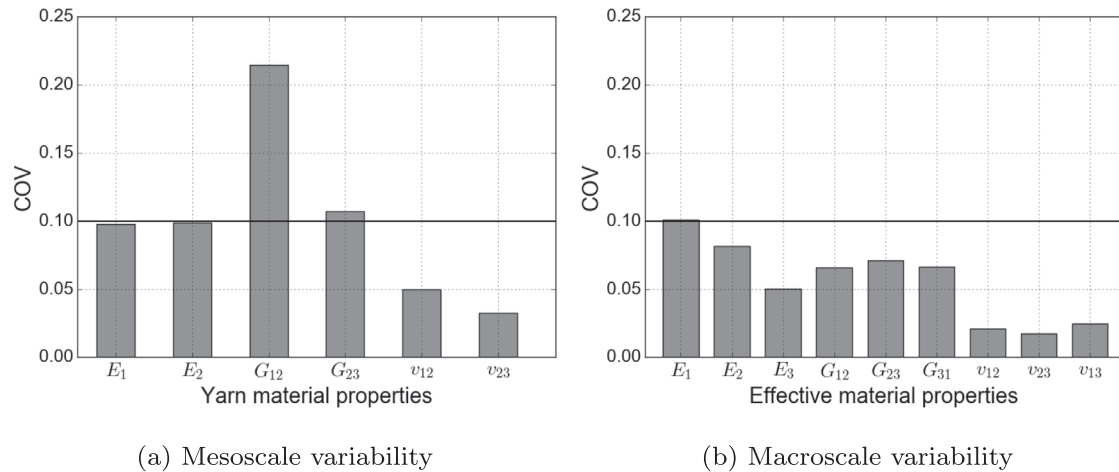 0.25
0.20
0.15
0.10
0.05
0.00
COV
E1 E2 G12 G23 v12 v23
Yarn material properties
(a) Mesoscale variability
0.25
0.20
0.15
0.10
0.05
0.00
COV
E1 E2 E3 G12 G23 G31 v12 v23 v13
Effective material properties
(b) Macroscale variability